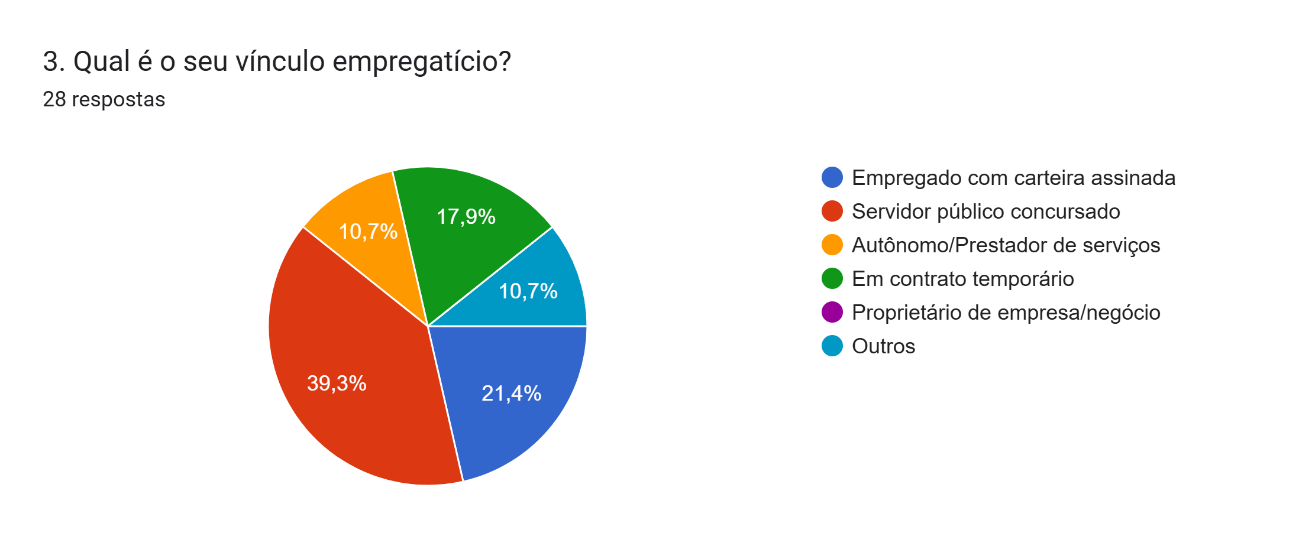 3. Qual é o seu vínculo empregatício?
28 respostas
17,9%
10,7%
10,7%
39,3%
21,4%
Empregado com carteira assinada
Servidor público concursado
Autônomo/Prestador de serviços
Em contrato temporário
Proprietário de empresa/negócio
Outros